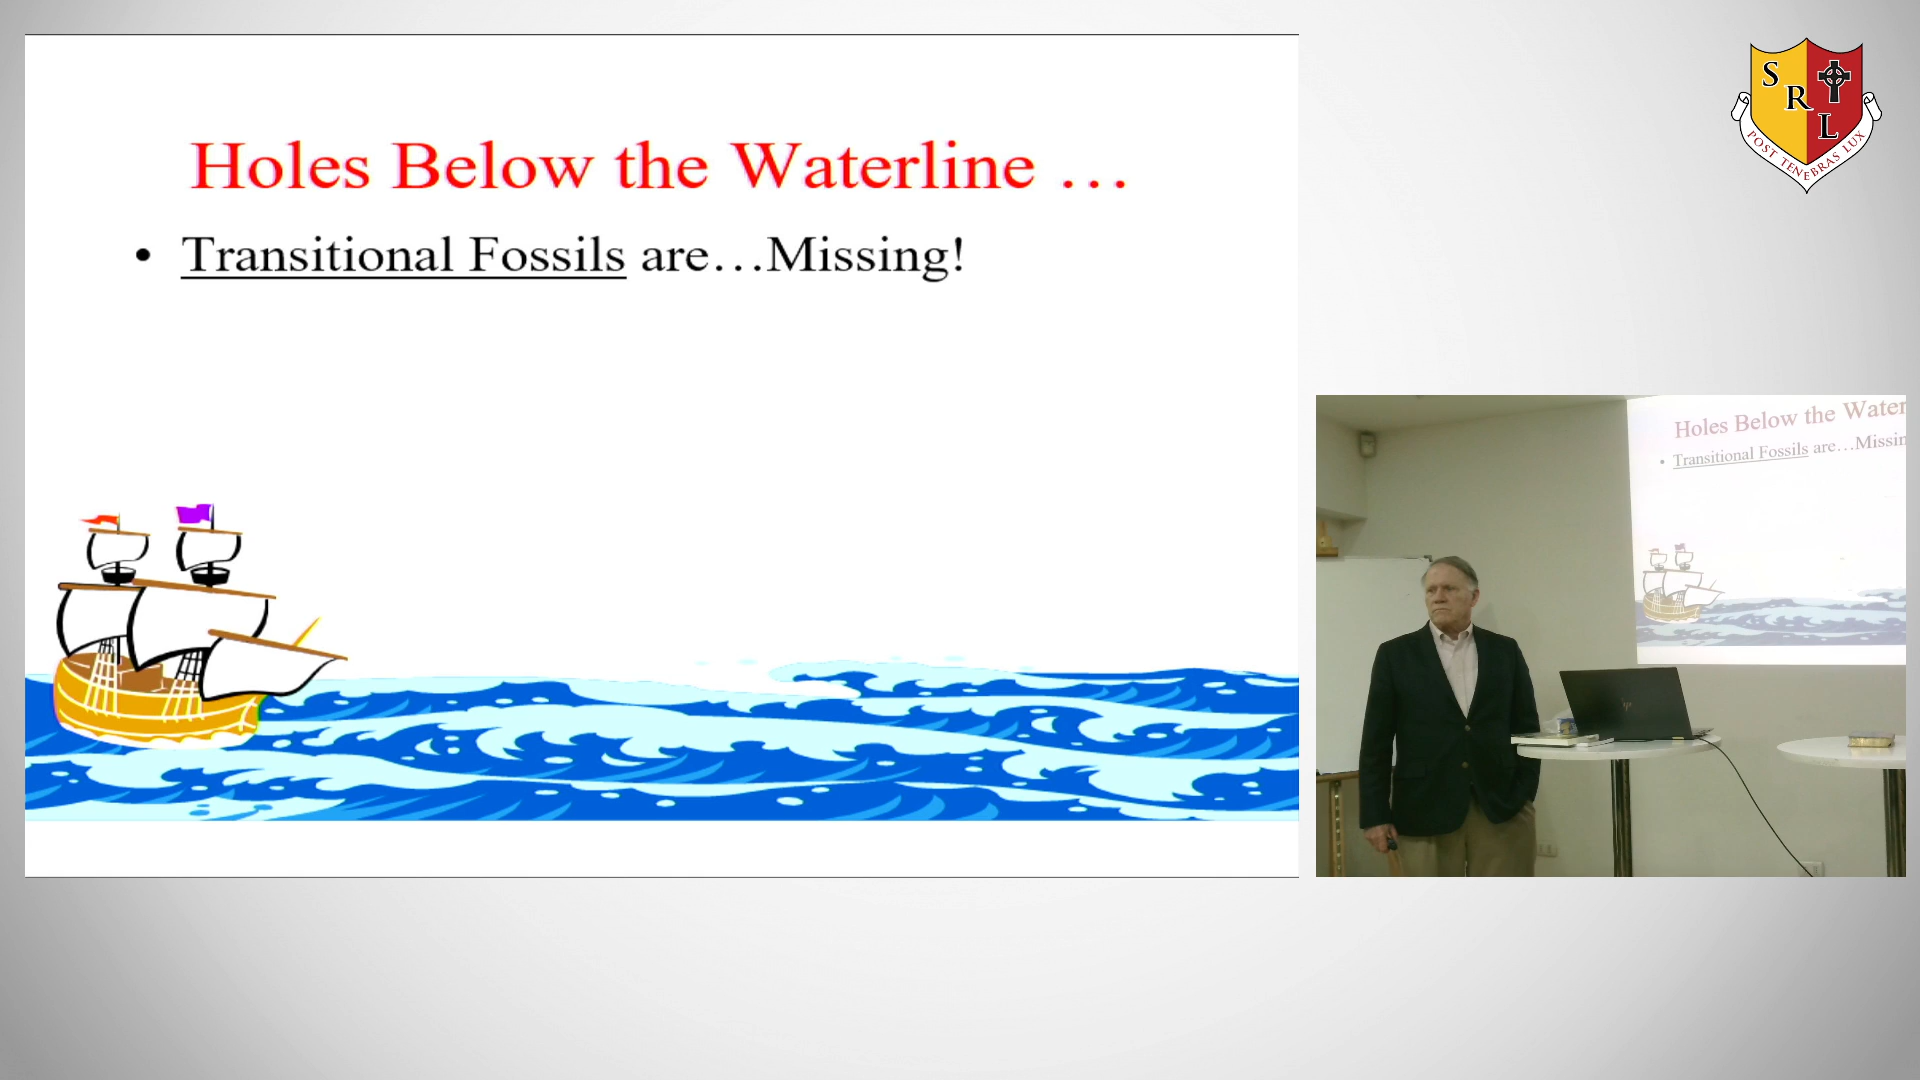 Holes Below the Waterline ...
• Transitional Fossils are...Missing!
S
R
L
POST TENEBRAS LUX
Holes Below the Water
• Transitional Fossils are...Missin
hp